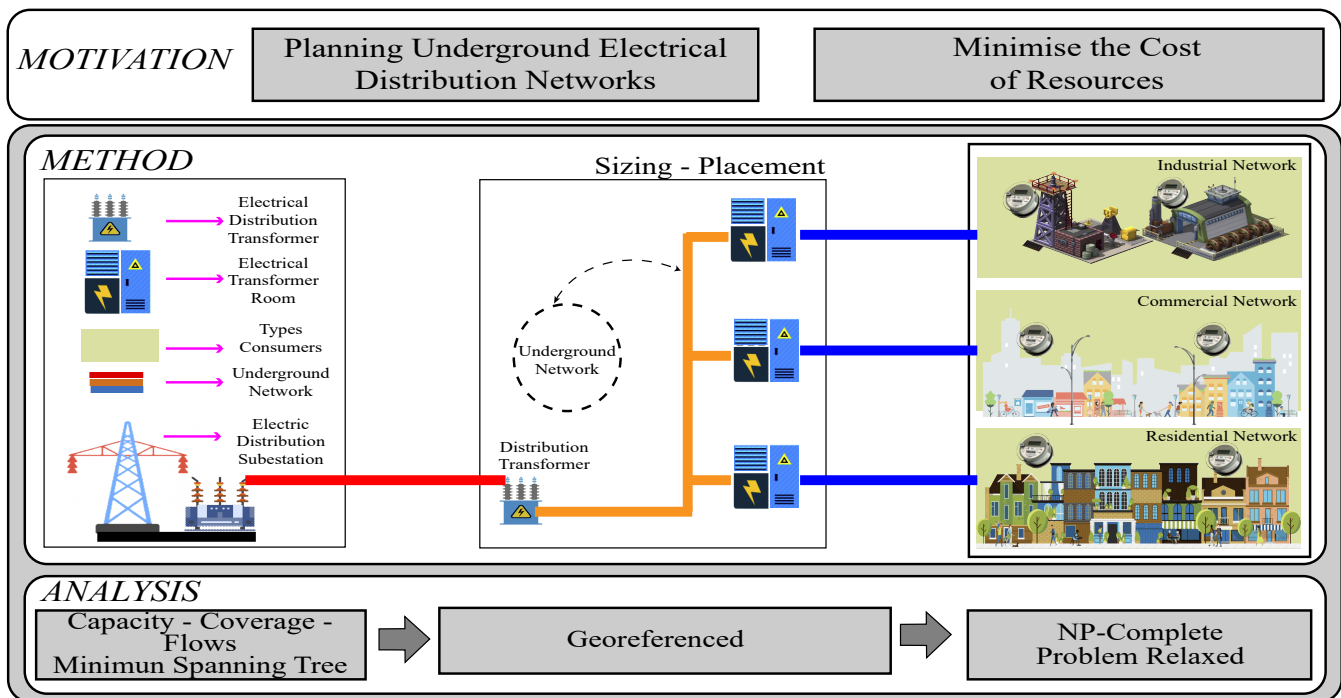 MOTIVATION
Planning Underground Electrical
Distribution Networks
Minimise the Cost
of Resources
METHOD
Electrical
Distribution
Transformer
Electrical
Transformer
Room
Types
Consumers
Underground
Network
Electric
Distribution
Subestation
Sizing - Placement
Underground
Network
Distribution
Transformer
Industrial Network
Commercial Network
Residential Network
ANALYSIS
Capacity - Coverage -
Flows
Minimun Spanning Tree
Georeferenced
NP-Complete
Problem Relaxed